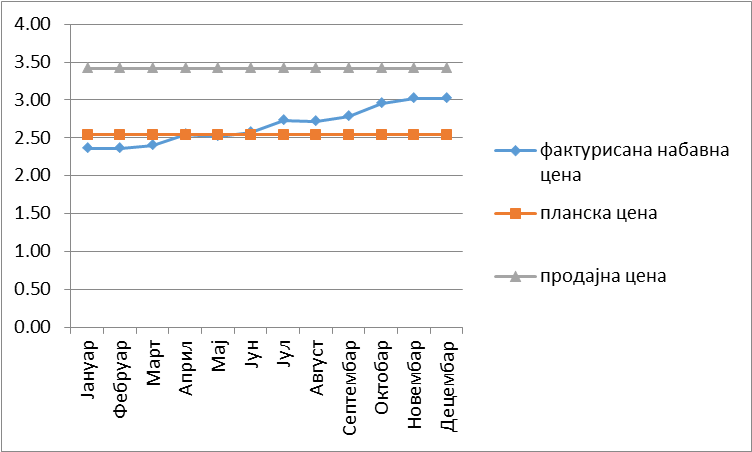 4.00
3.50
3.00
2.50
2.00
1.50
1.00
0.50
0.00
Јануар
Фебруар
Март
Април
Мај
Јун
Јул
Август
Септембар
Октобар
Новембар
Децембар
фактурисана набавна
цена
планска цена
продајна цена